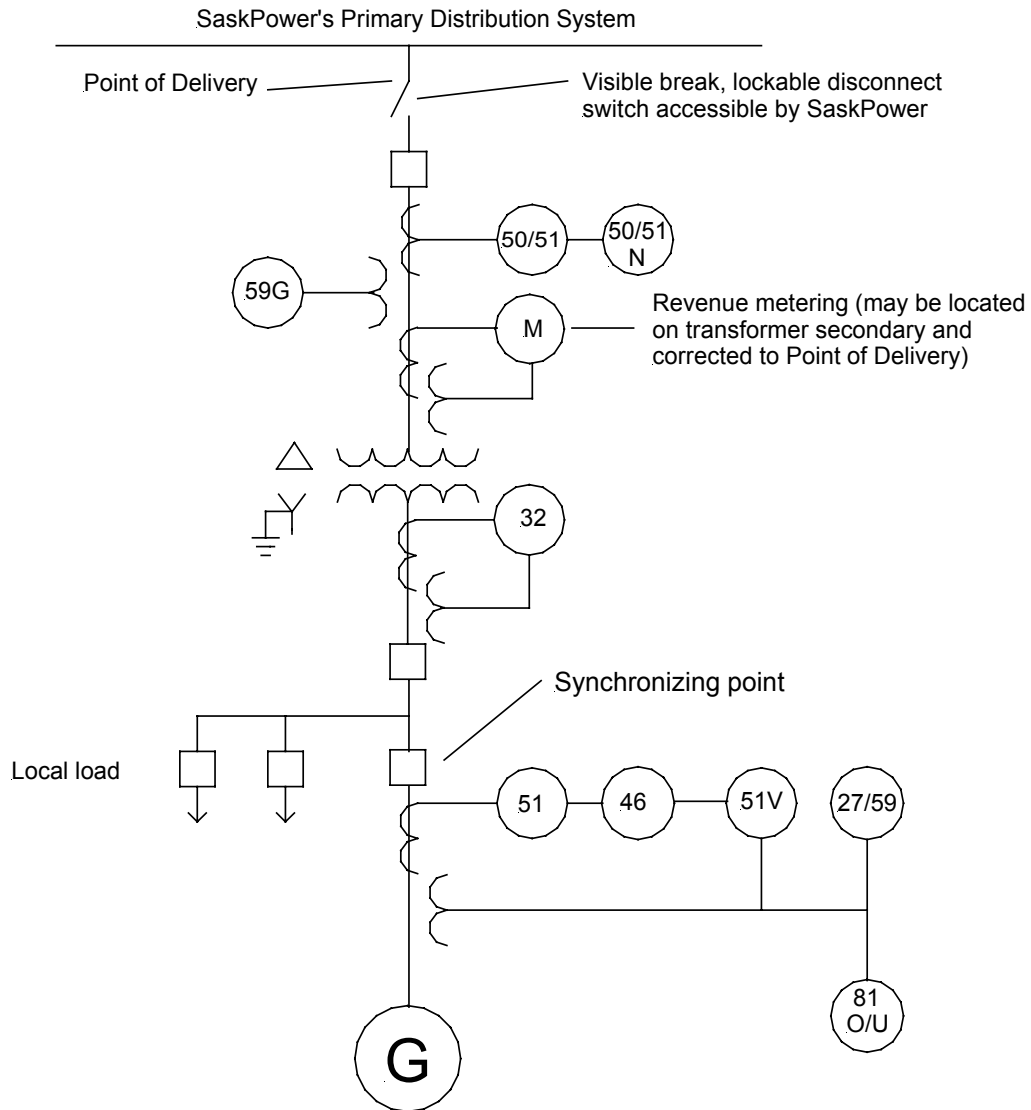 SaskPower's Primary Distribution System
Point of Delivery
Visible break, lockable disconnect
switch accessible by SaskPower
50/51
50/51
N
59G
M
Revenue metering (may be located
on transformer secondary and
corrected to Point of Delivery)
32
Synchronizing point
Local load
51
46
51V
27/59
81
O/U
G